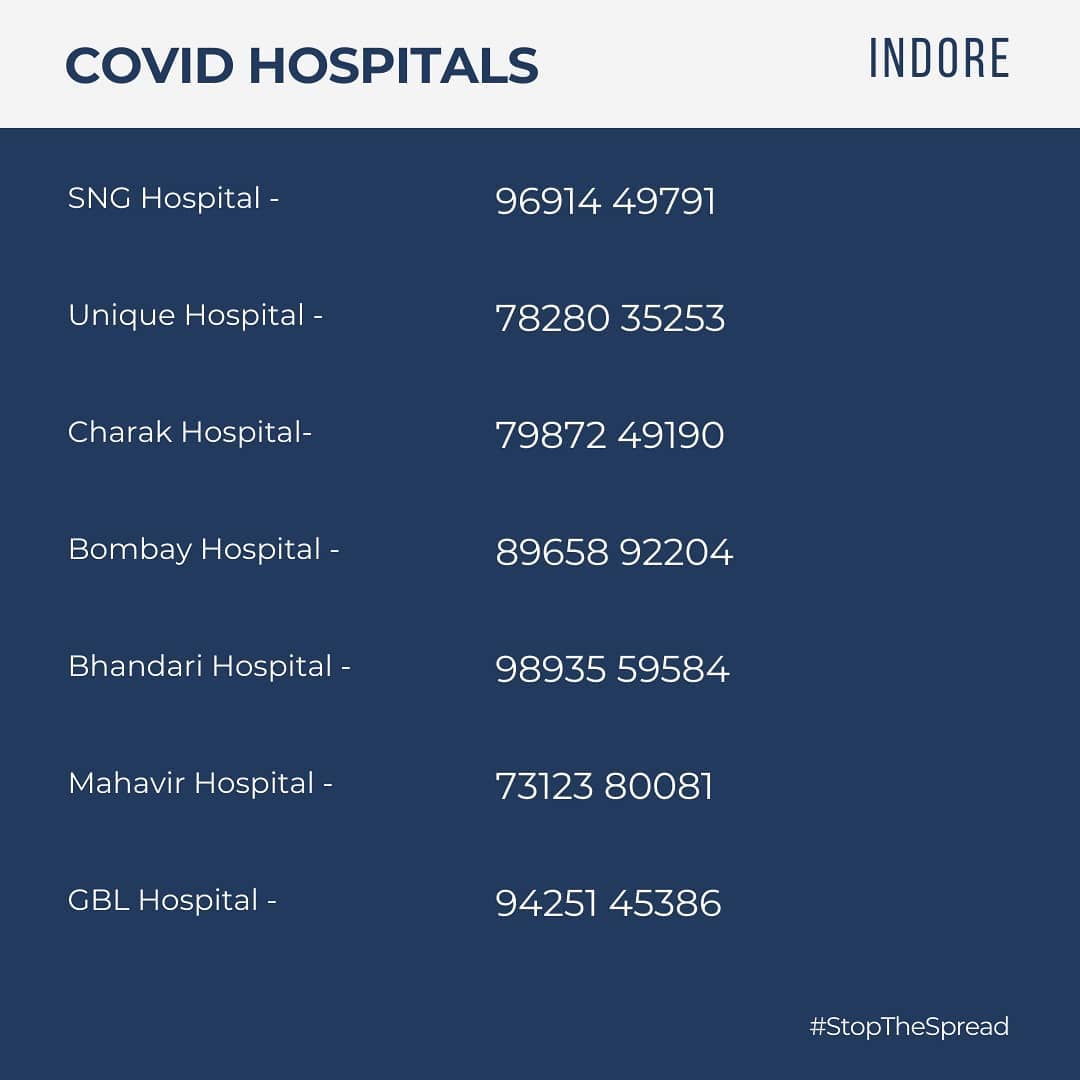 COVID HOSPITALS INDORE
SNG Hospital - 96914 49791
Unique Hospital - 78280 35253
Charak Hospital- 79872 49190
Bombay Hospital - 89658 92204
Bhandari Hospital - 98935 59584
Mahavir Hospital - 73123 80081
GBL Hospital - 94251 45386
#StopTheSpread